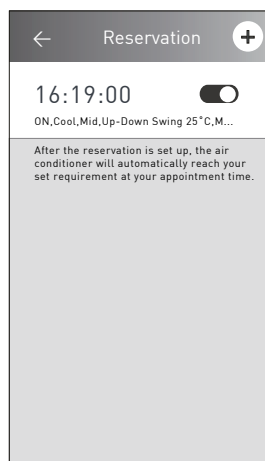 Reservation
16:19:00
ON,Cool,Mid,Up-Down Swing 25°C,M...
After the reservation is set up, the air
conditioner will automatically reach your
set requirement at your appointment time.